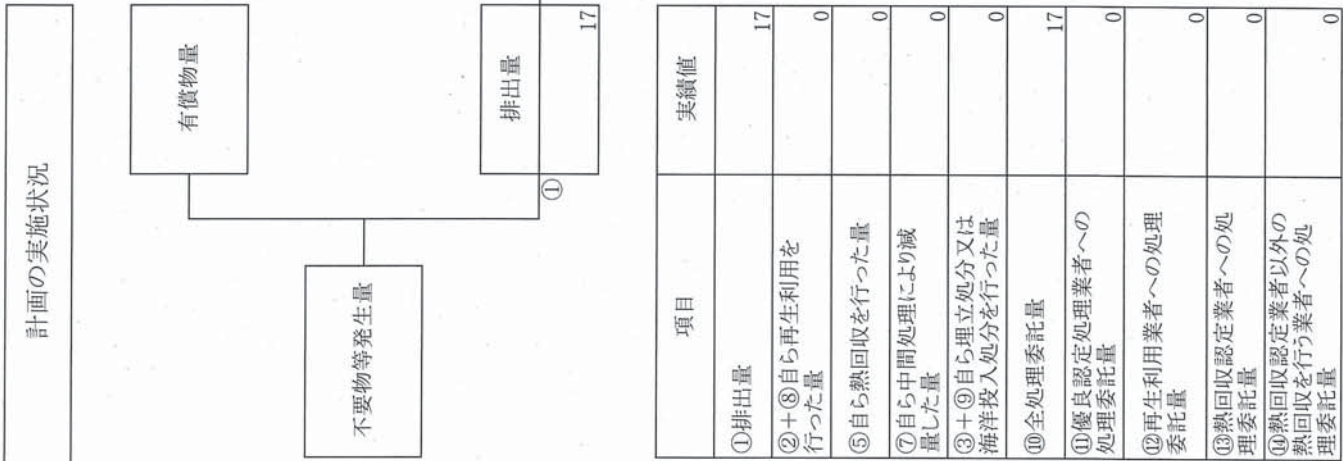 計画の実施状況
有償物量
不要物等発生量
排出量
①
17
項目
実績値
①排出量
17
②+⑧自ら再生利用を
行った量
0
⑤自ら熱回収を行った量
0
⑦自ら中間処理により減
量した量
0
③+⑨自ら埋立処分又は
海洋投入処分を行った量
0
⑩全処理委託量
17
⑪優良認定処理業者への
処理委託量
0
⑫再生利用業者への処理
委託量
0
⑬熱回収認定業者への処
理委託量
0
⑭熱回収認定業者以外の
熱回収を行う業者への処
理委託量
0